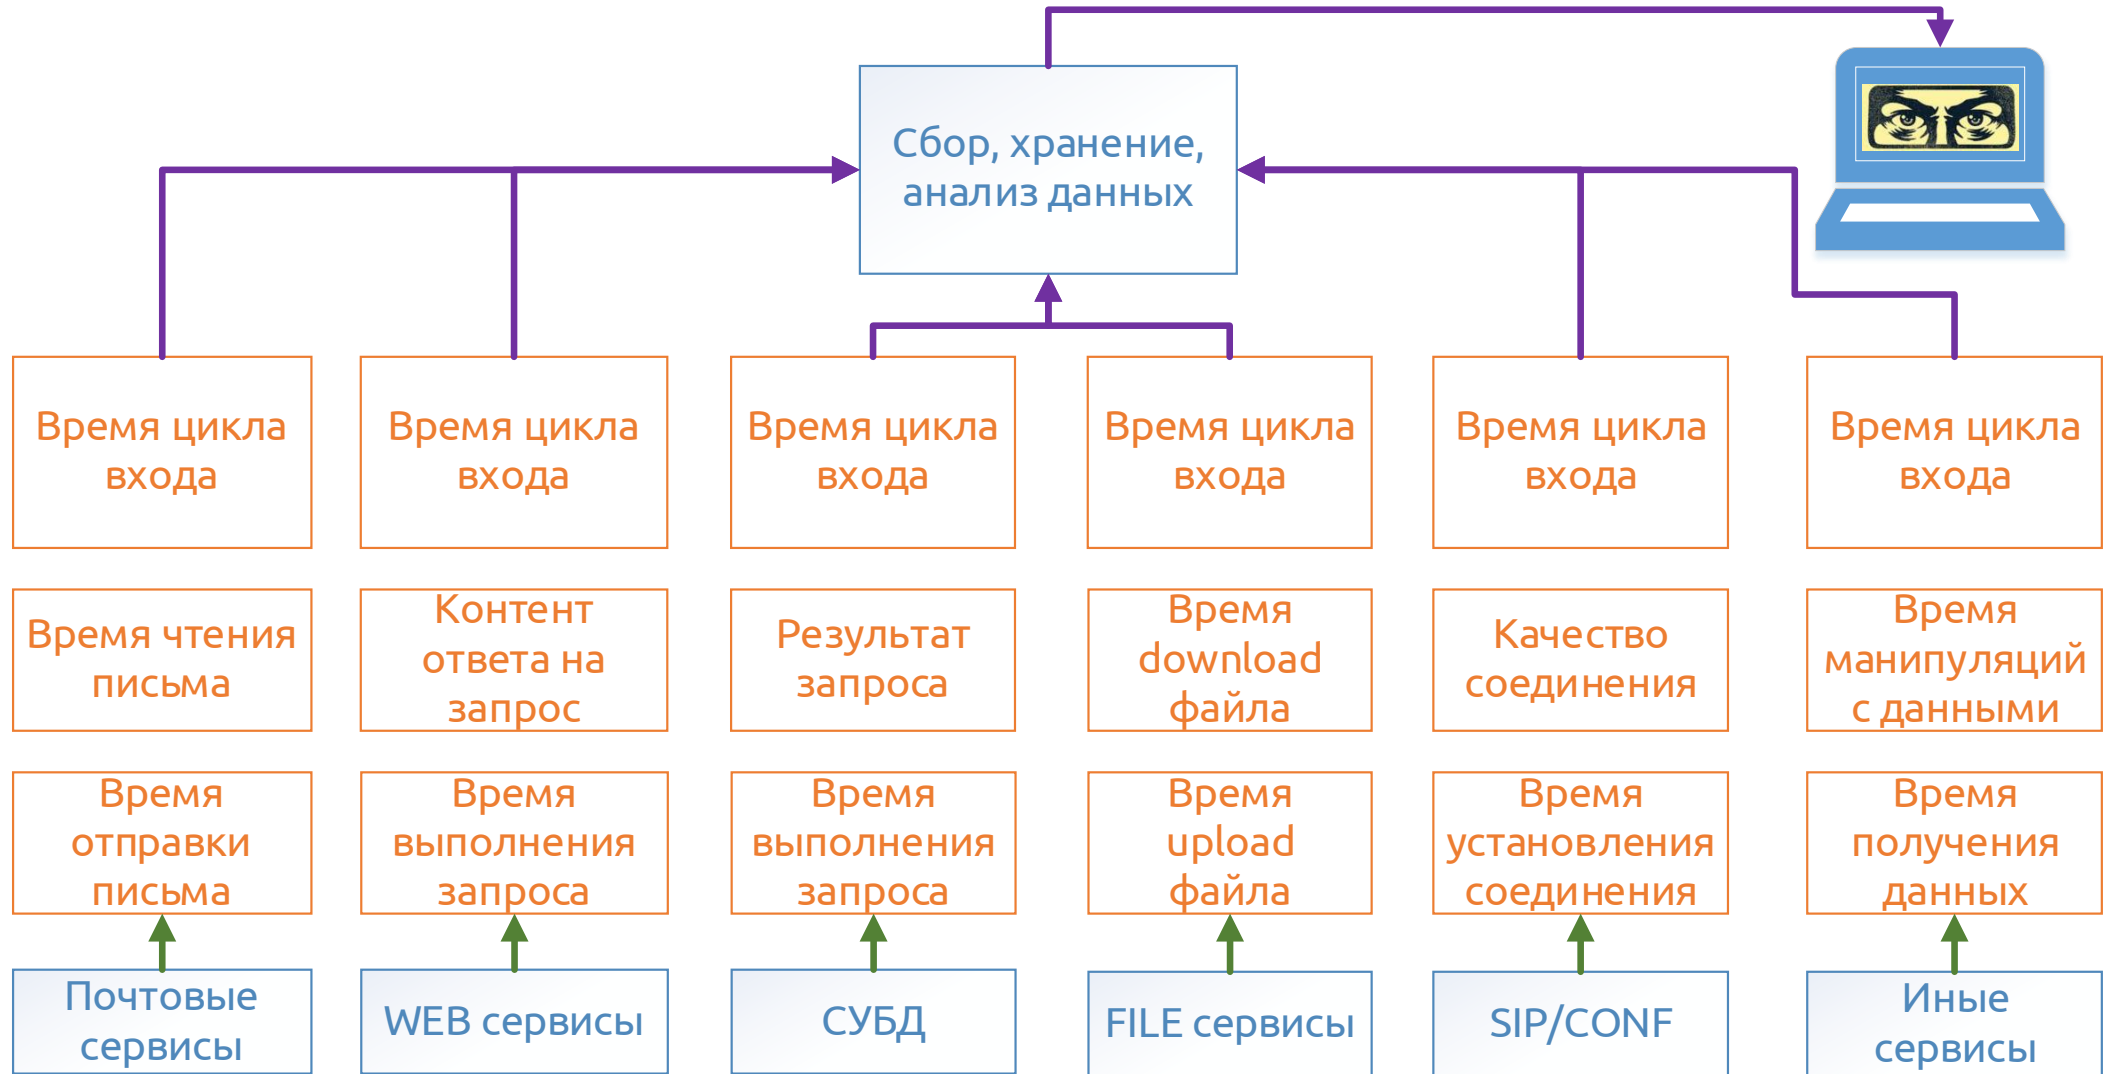 Сбор, хранение,
анализ данных
Время цикла
входа
Время цикла
входа
Время цикла
входа
Время цикла
входа
Время цикла
входа
Время цикла
входа
Время чтения
письма
Контент
ответа на
запрос
Результат
запроса
Время
download
файла
Качество
соединения
Время
манипуляций
с данными
Время
отправки
письма
Время
выполнения
запроса
Время
выполнения
запроса
Время
upload
файла
Время
установления
соединения
Время
получения
данных
Почтовые
сервисы
WEB сервисы
СУБД
FILE сервисы
SIP/CONF
Иные
сервисы